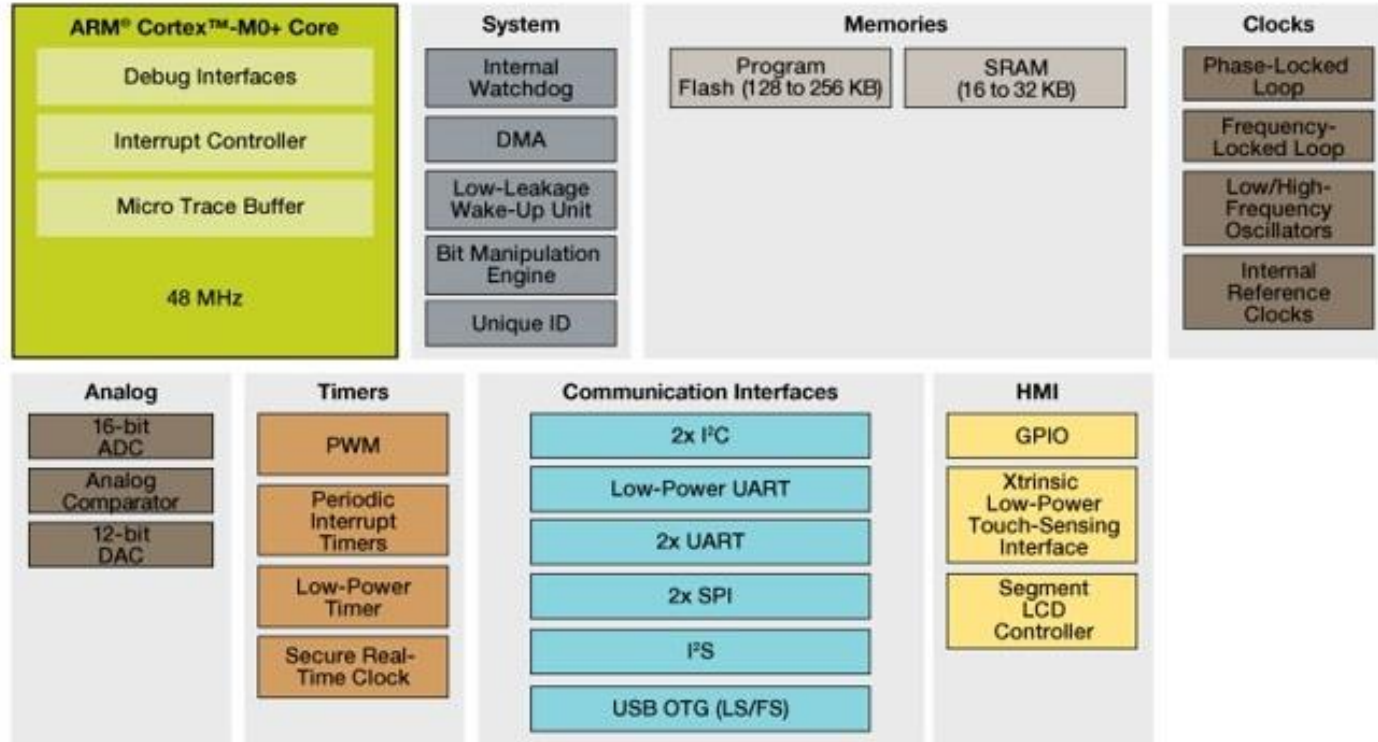 ARM® Cortex™-M0+ Core
Debug Interfaces
Interrupt Controller
Micro Trace Buffer
48 MHz
System
Internal
Watchdog
DMA
Low-Leakage
Wake-Up Unit
Bit Manipulation
Engine
Unique ID
Memories
Program
Flash (128 to 256 KB)
SRAM
(16 to 32 KB)
Clocks
Phase-Locked
Loop
Frequency-
Locked Loop
Low/High-
Frequency
Oscillators
Internal
Reference
Clocks
Analog
16-bit
ADC
Analog
Comparator
12-bit
DAC
Timers
PWM
Periodic
Interrupt
Timers
Low-Power
Timer
Secure Real-
Time Clock
Communication Interfaces
2x I²C
Low-Power UART
2x UART
2x SPI
I²S
USB OTG (LS/FS)
HMI
GPIO
Xtrinsic
Low-Power
Touch-Sensing
Interface
Segment
LCD
Controller